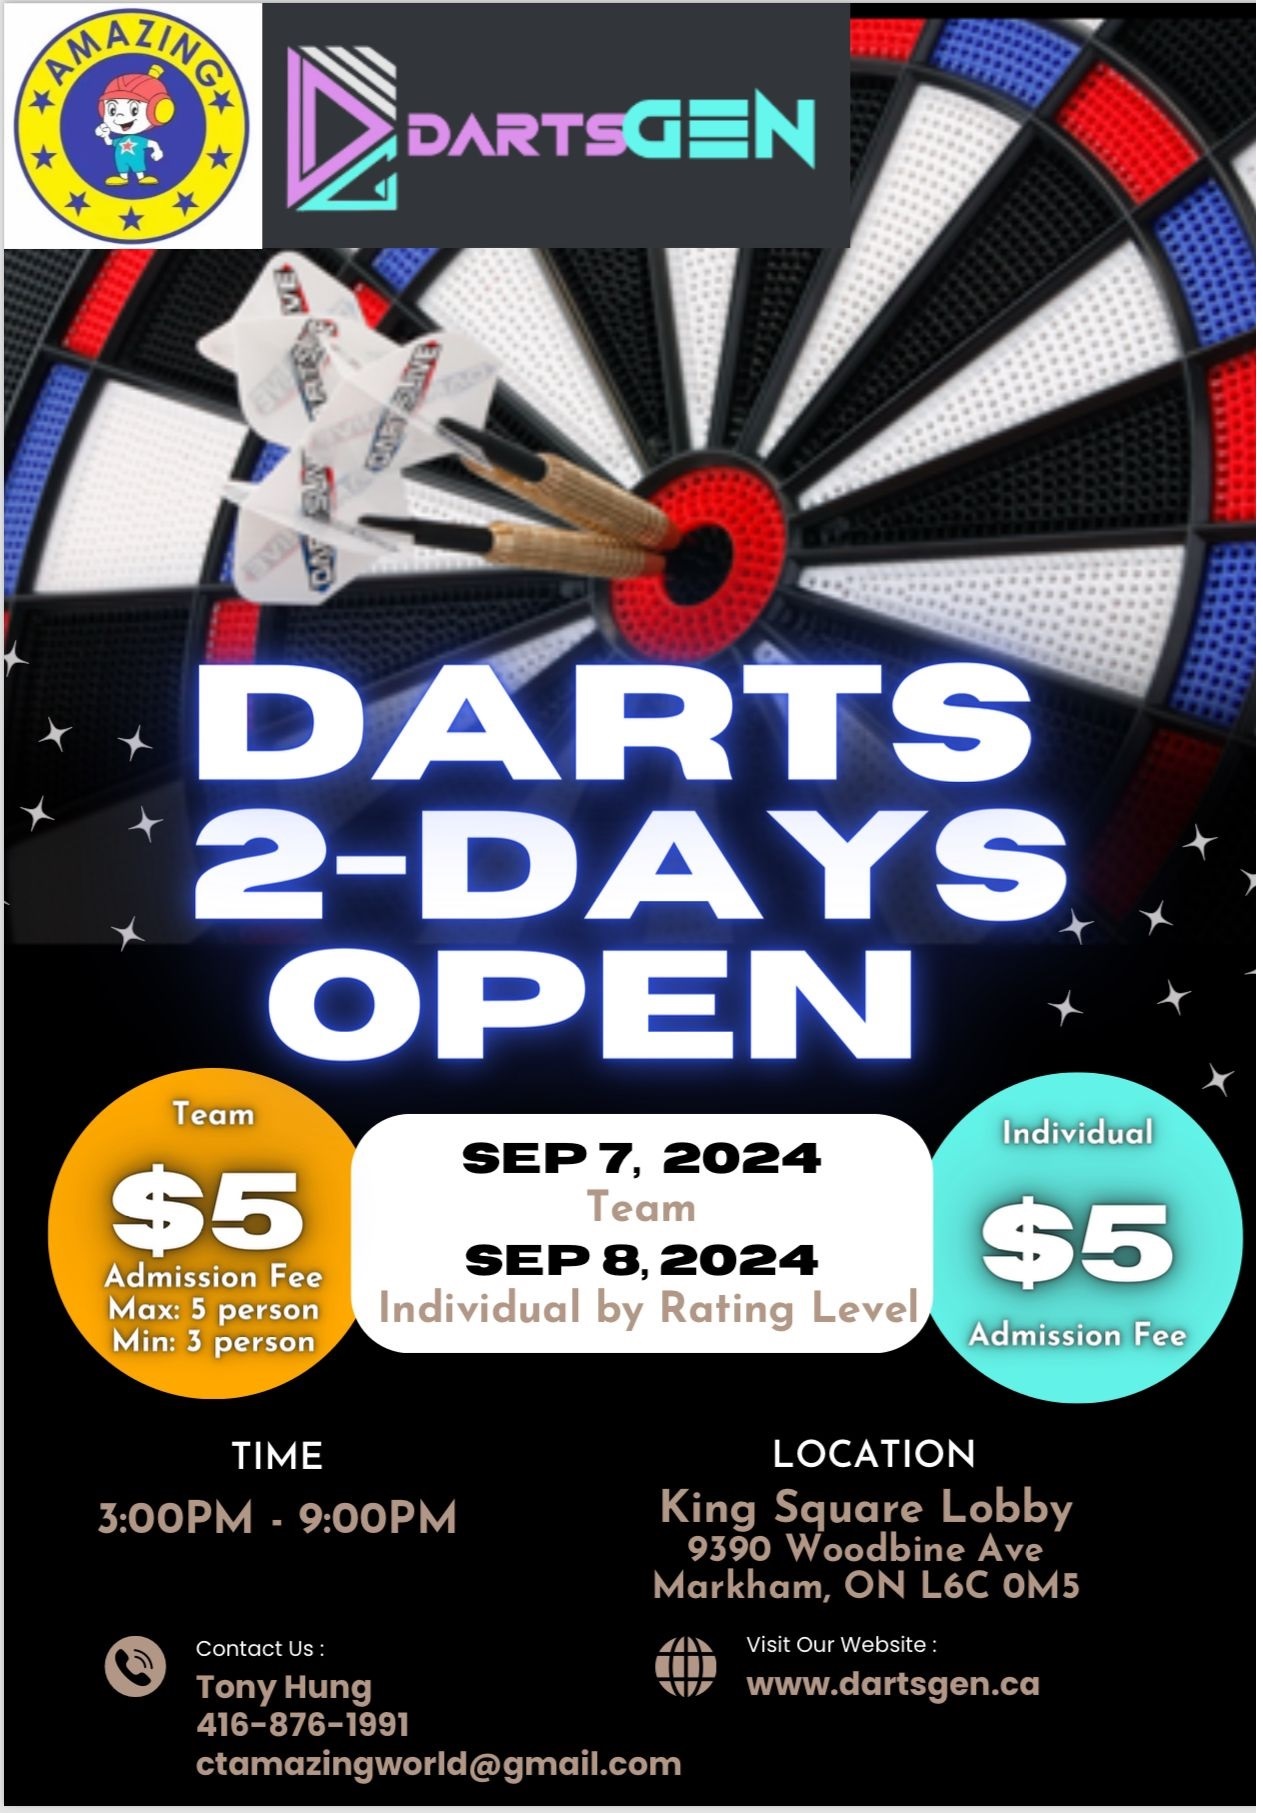 AMAZING
DARTSGEN
DARTS
2-DAYS
OPEN
Team
$5
Admission Fee
Max: 5 person
Min: 3 person
SEP 7, 2024
Team
SEP 8, 2024
Individual by Rating Level
Individual
$5
Admission Fee
TIME
3:00PM - 9:00PM
LOCATION
King Square Lobby
9390 Woodbine Ave
Markham, ON L6C 0M5
Contact Us :
Tony Hung
416-876-1991
ctamazingworld@gmail.com
Visit Our Website :
www.dartsgen.ca